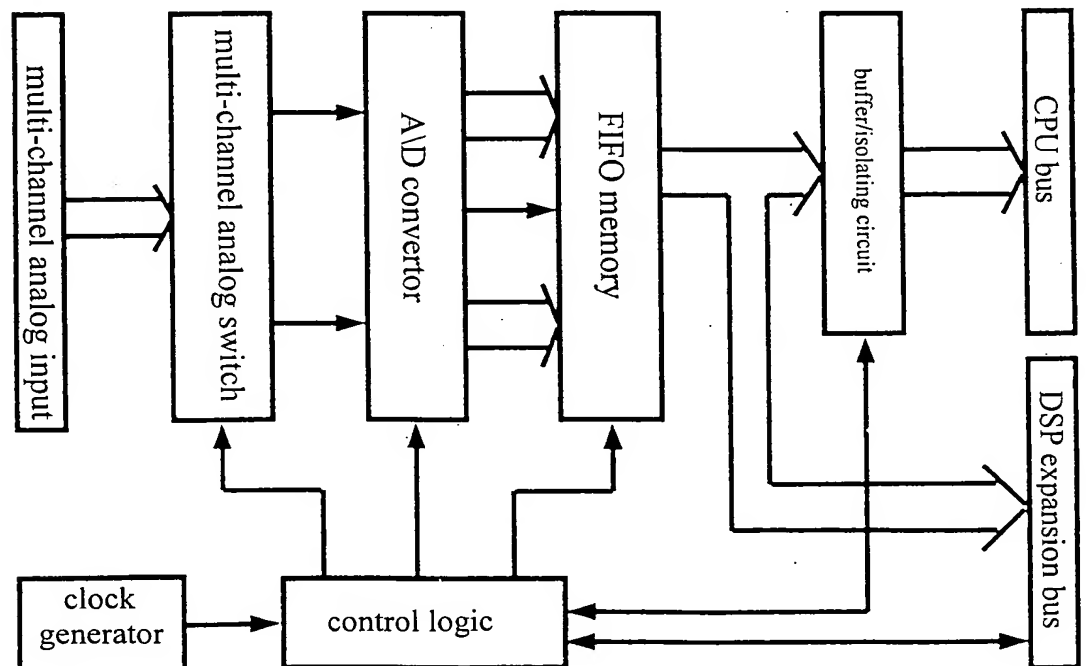 multi-channel analog input
multi-channel analog switch
A\D convertor
FIFO memory
buffer/isolating circuit
CPU bus
DSP expansion bus
clock
generator
control logic